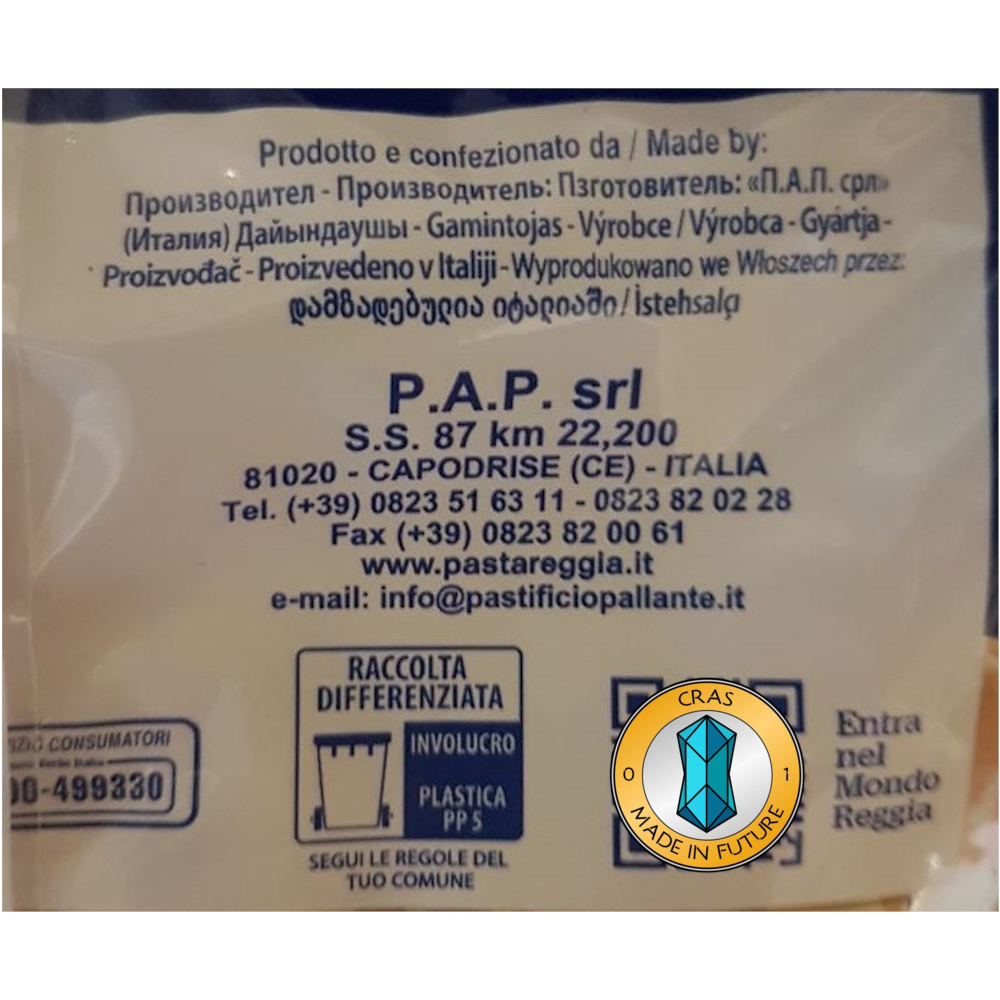 Prodotto e confezionato da / Made by:
Производител - Производитель: Пзготовитель: «П.А.П. срл»
(Италия) Дайындаушы - Gamintojas - Výrobce / Výrobca - Gyártja -
Proizvođač - Proizvedeno v Italiji - Wyprodukowano we Włoszech przez:
დამზადებულია იტალიაში / İstehsalçı
P.A.P. srl
S.S. 87 km 22,200
81020 - CAPODRISE (CE) - ITALIA
Tel. (+39) 0823 51 63 11 - 0823 82 02 28
Fax (+39) 0823 82 00 61
www.pastareggia.it
e-mail: info@pastificiopallante.it
CONSUMATORI
00-499330
RACCOLTA
DIFFERENZIATA
INVOLUCRO
PLASTICA
PP 5
SEGUI LE REGOLE DEL
TUO COMUNE
CRAS
0 1
MADE IN FUTURE
Entra
nel
Mondo
Reggia